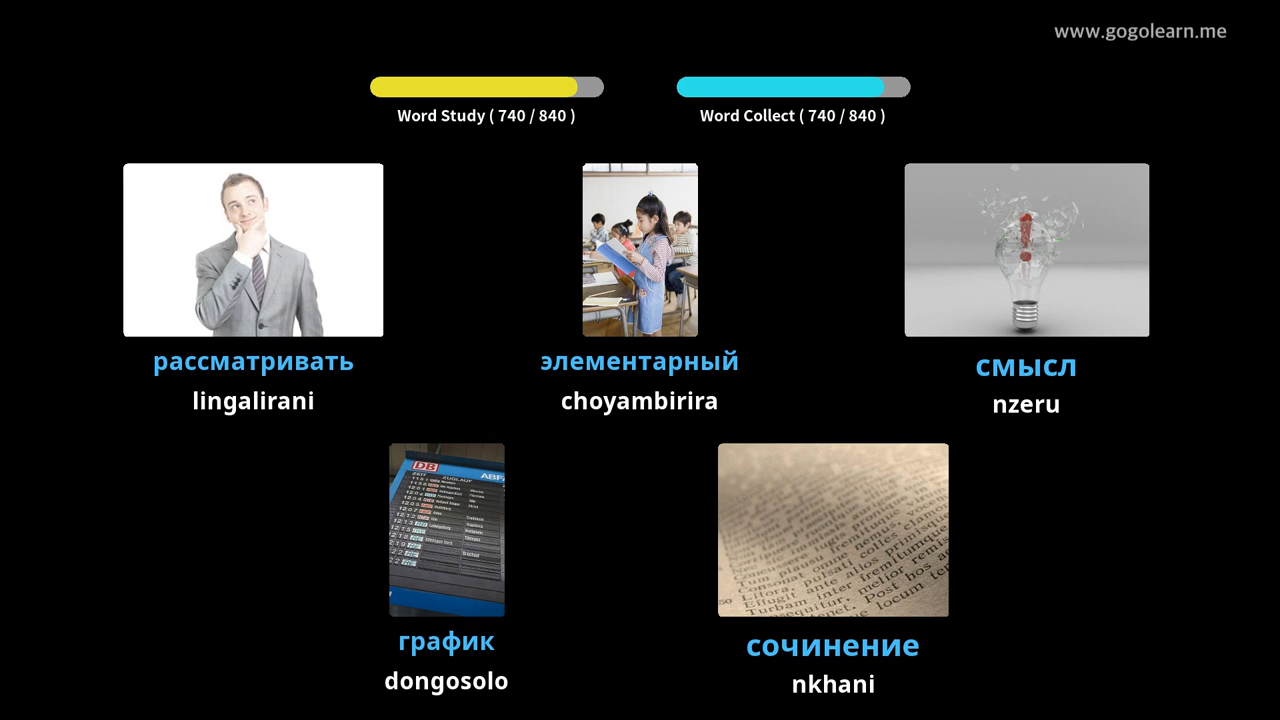 www.gogolearn.me
Word Study ( 740 / 840 )
Word Collect ( 740 / 840 )
рассматривать
lingalirani
элементарный
choyambirira
смысл
nzeru
DB
график
dongosolo
сочинение
nkhani